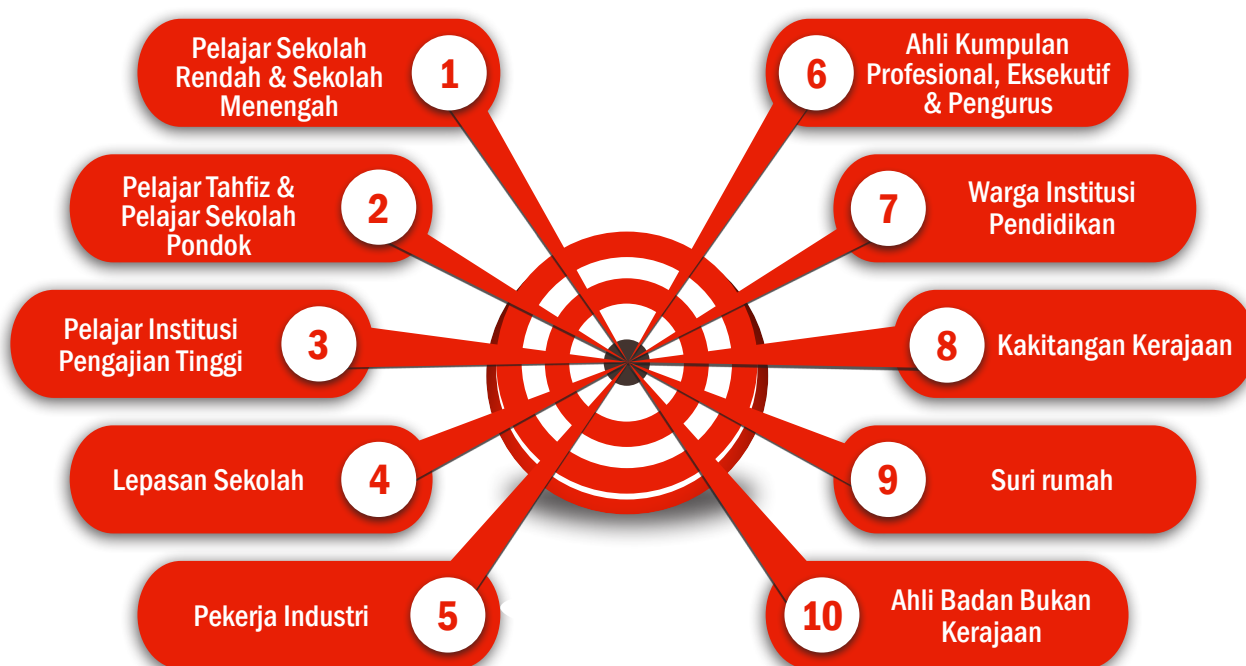 Pelajar Sekolah
Rendah & Sekolah
Menengah
1
Pelajar Tahfiz &
Pelajar Sekolah
Pondok
2
Pelajar Institusi
Pengajian Tinggi
3
Lepasan Sekolah
4
Pekerja Industri
5
6
Ahli Kumpulan
Profesional, Eksekutif
& Pengurus
7
Warga Institusi
Pendidikan
8
Kakitangan Kerajaan
9
Suri rumah
10
Ahli Badan Bukan
Kerajaan